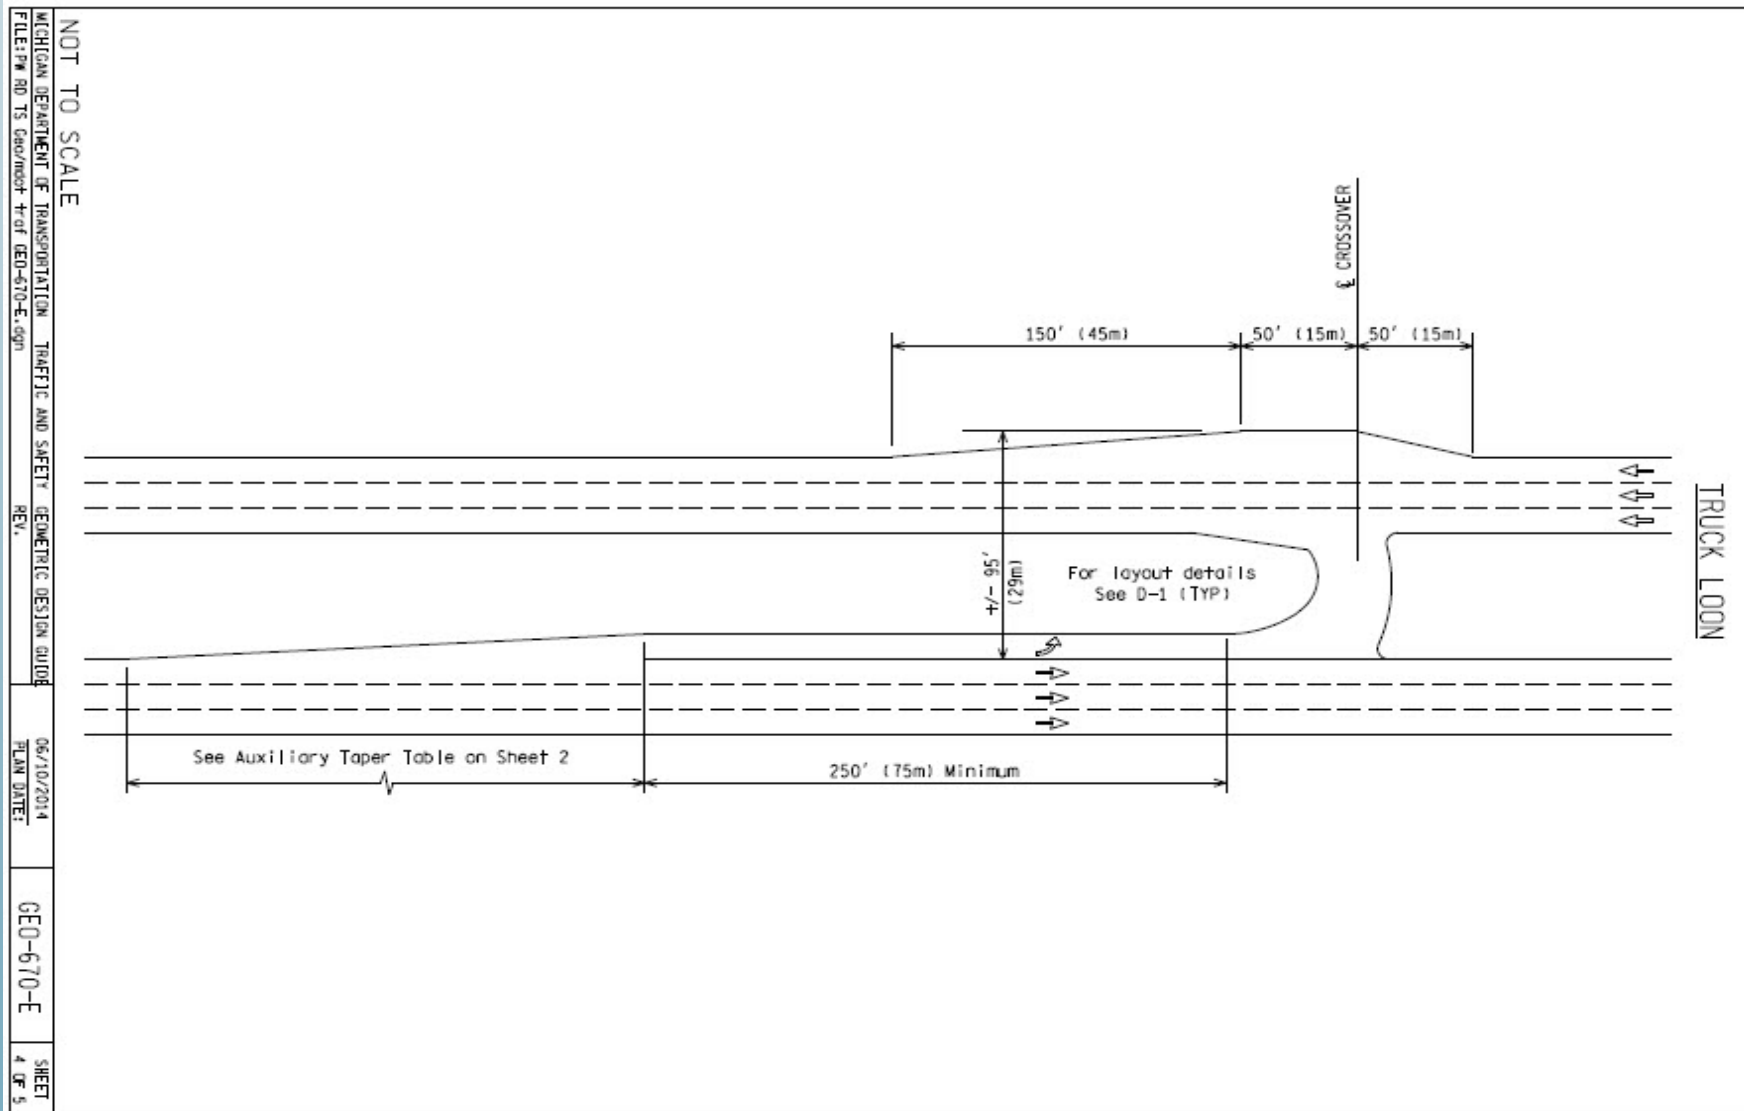 TRUCK LOON
℄ CROSSOVER
150' (45m)
50' (15m)
50' (15m)
+/- 95'
(29m)
For layout details
See D-1 (TYP)
See Auxiliary Taper Table on Sheet 2
250' (75m) Minimum
NOT TO SCALE
MICHIGAN DEPARTMENT OF TRANSPORTATION TRAFFIC AND SAFETY GEOMETRIC DESIGN GUIDE
FILE:PW RD TS Geo/mdot traf GEO-670-E.dgn
REV.
06/10/2014
PLAN DATE:
GEO-670-E
SHEET
4 OF 5